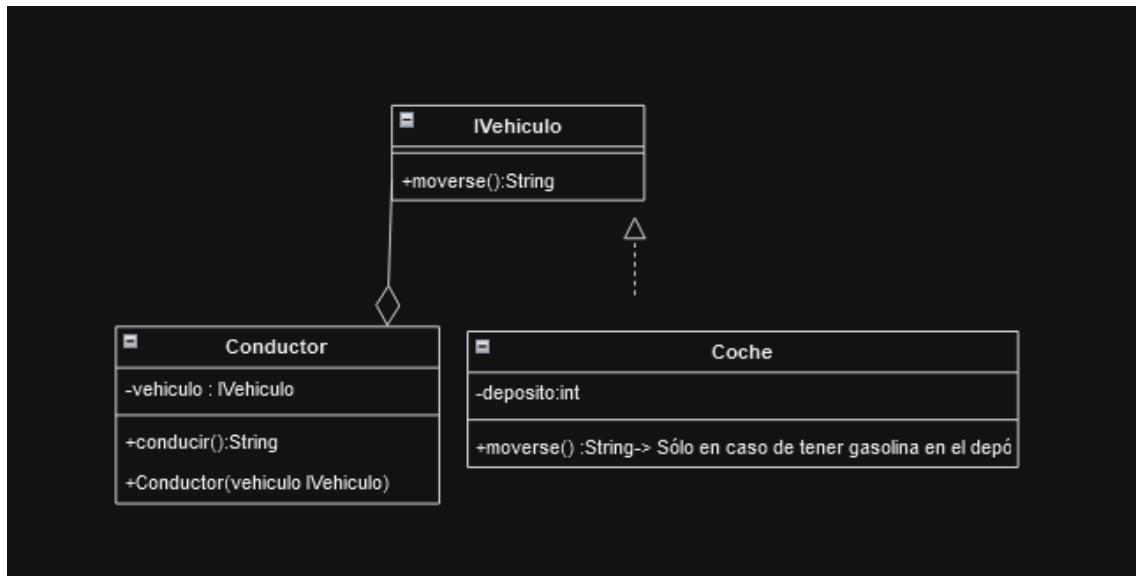 IVehiculo
+moverse():String
Conductor
-vehiculo : IVehiculo
+conducir():String
+Conductor(vehiculo IVehiculo)
Coche
-deposito:int
+moverse() :String-> Sólo en caso de tener gasolina en el depó